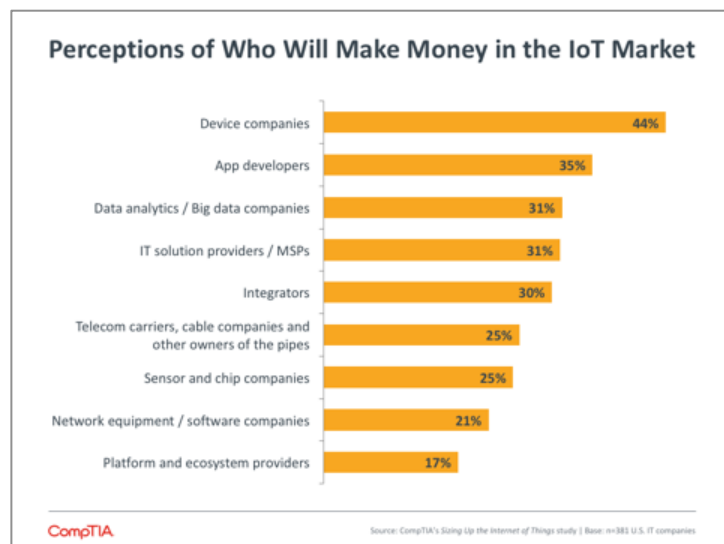 Perceptions of Who Will Make Money in the IoT Market
Device companies
44%
App developers
35%
Data analytics / Big data companies
31%
IT solution providers / MSPs
31%
Integrators
30%
Telecom carriers, cable companies and
other owners of the pipes
25%
Sensor and chip companies
25%
Network equipment / software companies
21%
Platform and ecosystem providers
17%
CompTIA
Source: CompTIA's Sizing Up the Internet of Things study | Base: n=381 U.S. IT companies